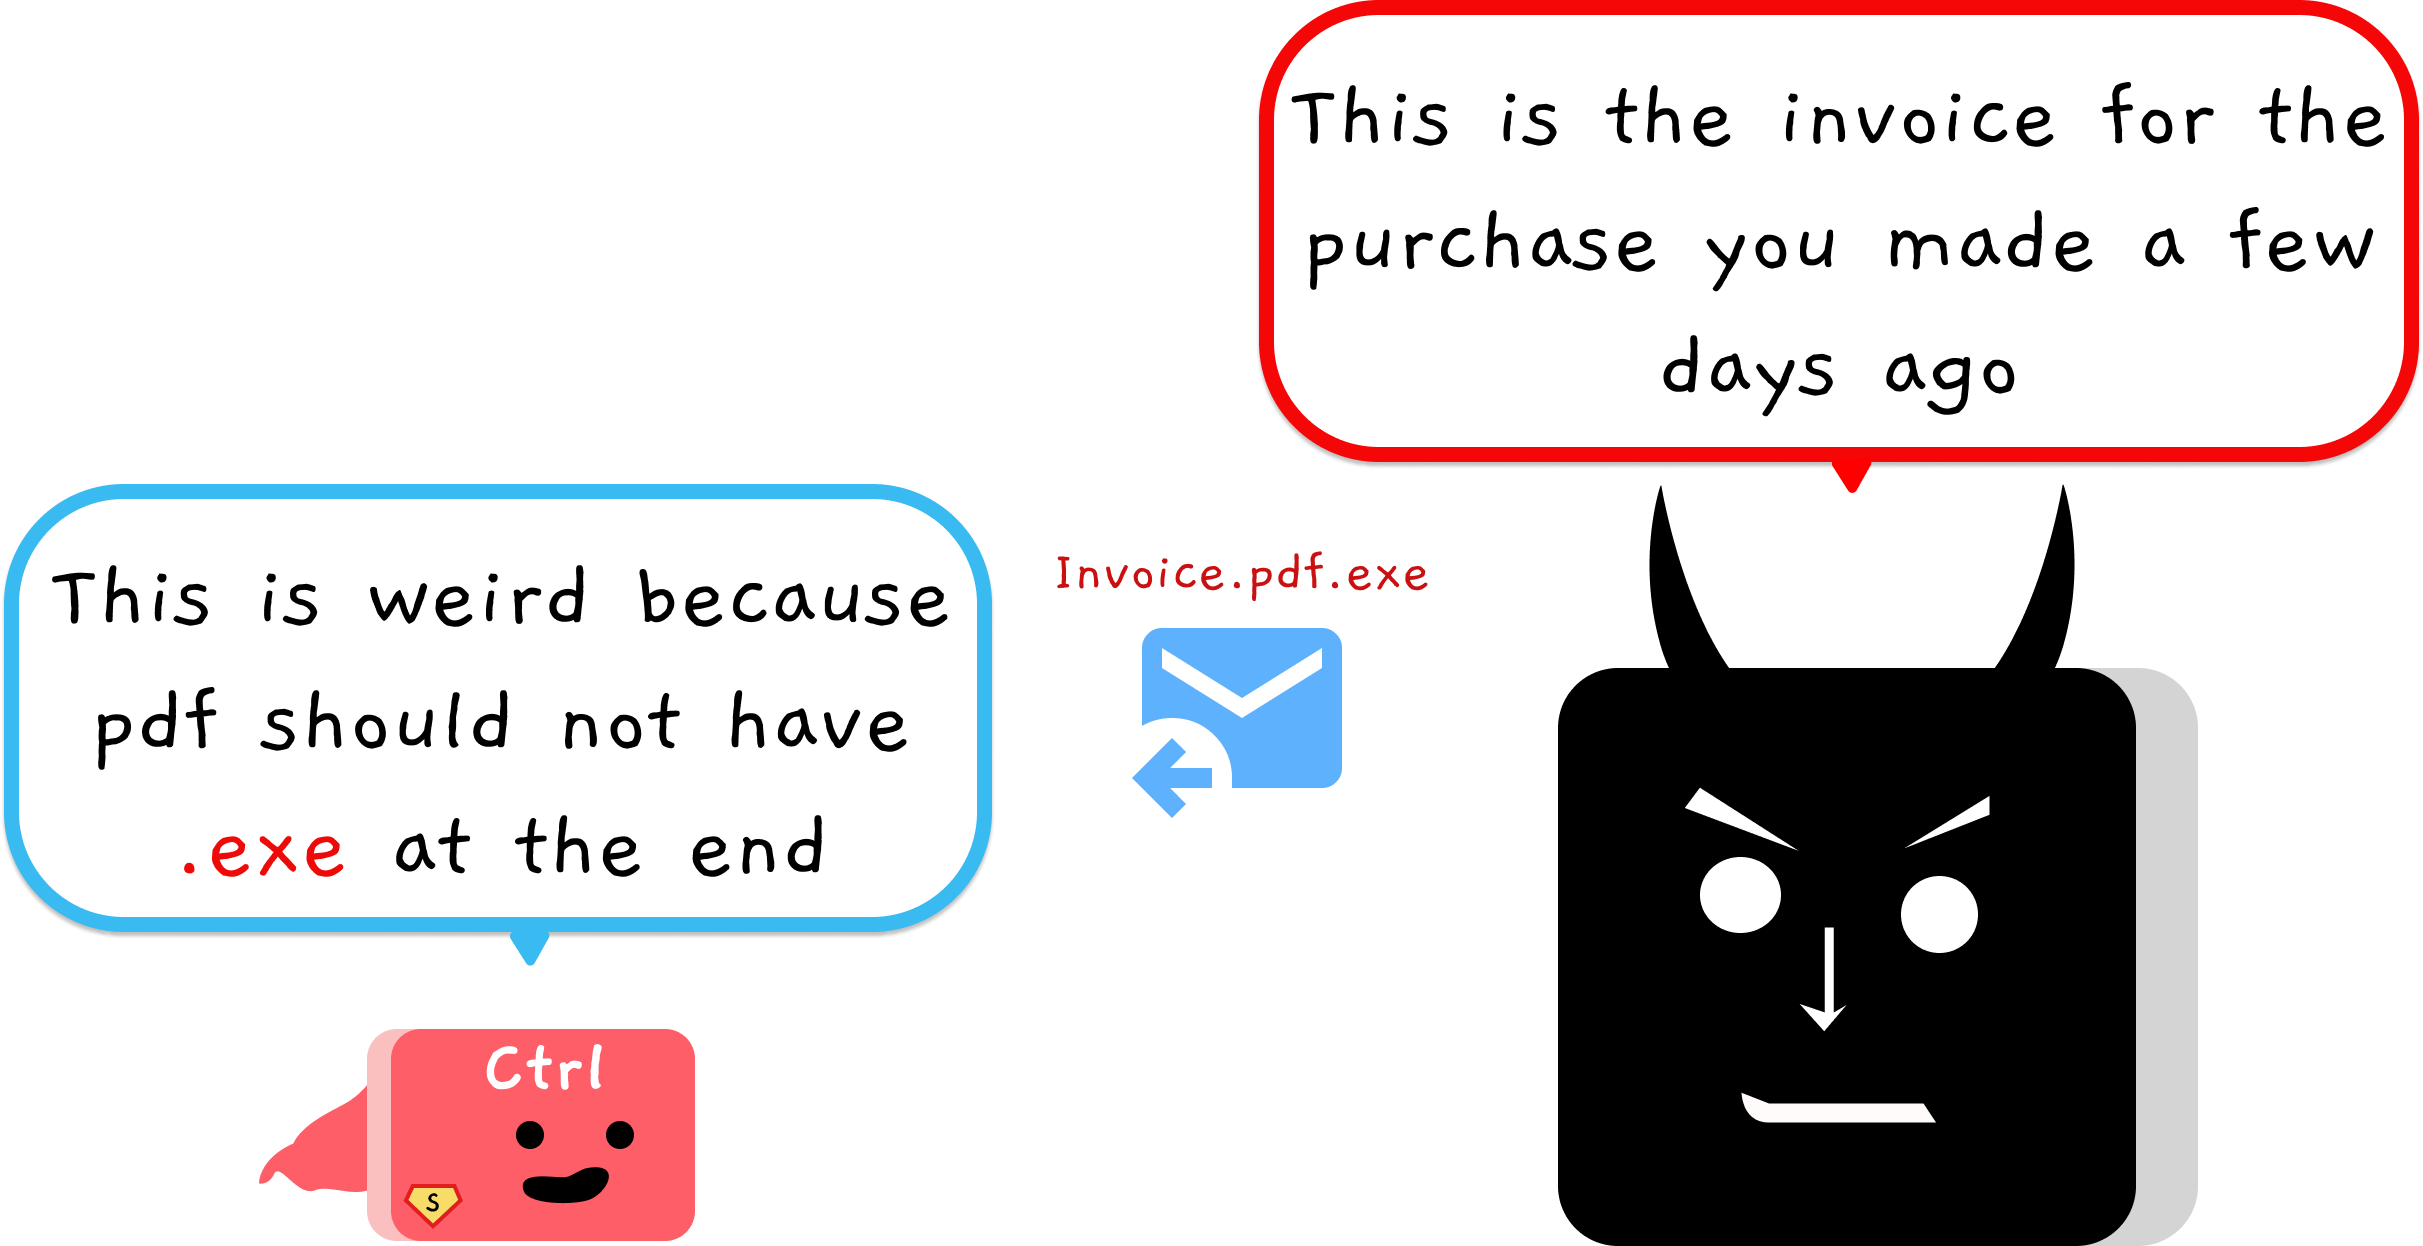 This is the invoice for the
purchase you made a few
days ago
This is weird because
pdf should not have
.exe at the end
Invoice.pdf.exe
Ctrl
S